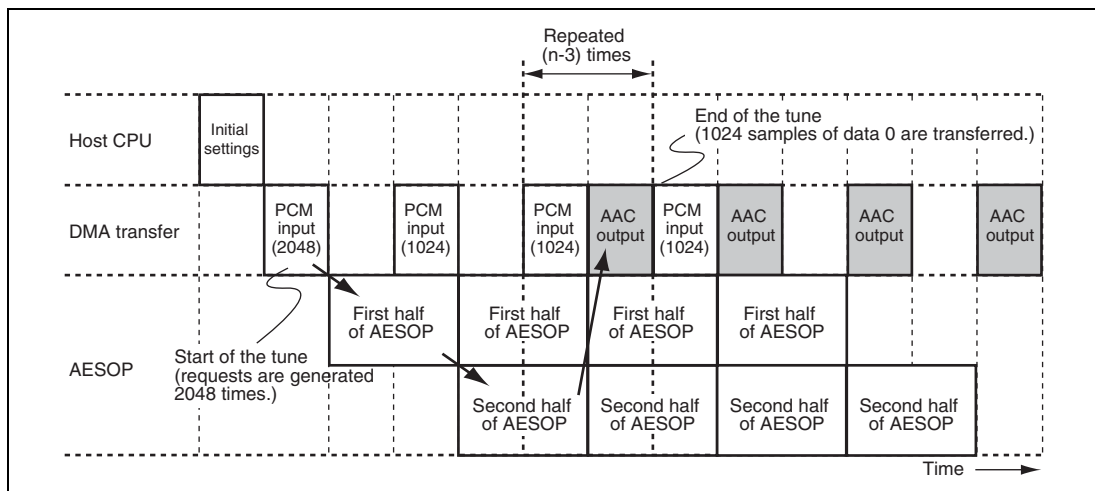 Repeated
(n-3) times
End of the tune
(1024 samples of data 0 are transferred.)
Host CPU
Initial
settings
DMA transfer
PCM
input
(2048)
PCM
input
(1024)
PCM
input
(1024)
AAC
output
PCM
input
(1024)
AAC
output
AAC
output
AAC
output
AESOP
First half
of AESOP
First half
of AESOP
First half
of AESOP
First half
of AESOP
Start of the tune
(requests are generated
2048 times.)
Second half
of AESOP
Second half
of AESOP
Second half
of AESOP
Second half
of AESOP
Time